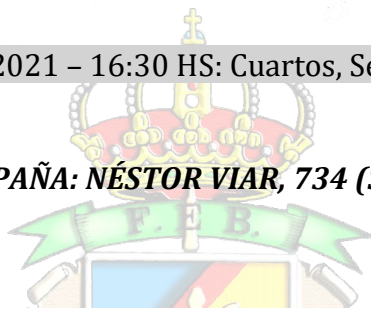 2021 – 16:30 HS: Cuartos, Se
PAÑA: NÉSTOR VIAR, 734 (
F. E. B.